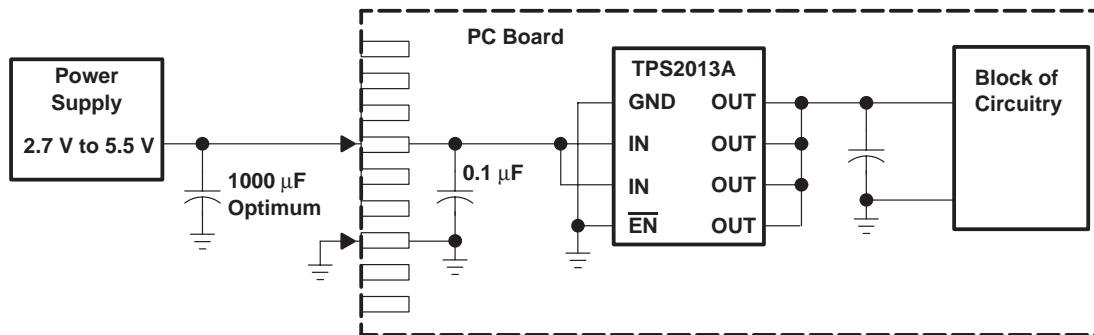 PC Board
Power
Supply
2.7 V to 5.5 V
1000 μF
Optimum
0.1 μF
TPS2013A
GND OUT
IN OUT
IN OUT
E̅N̅ OUT
Block of
Circuitry